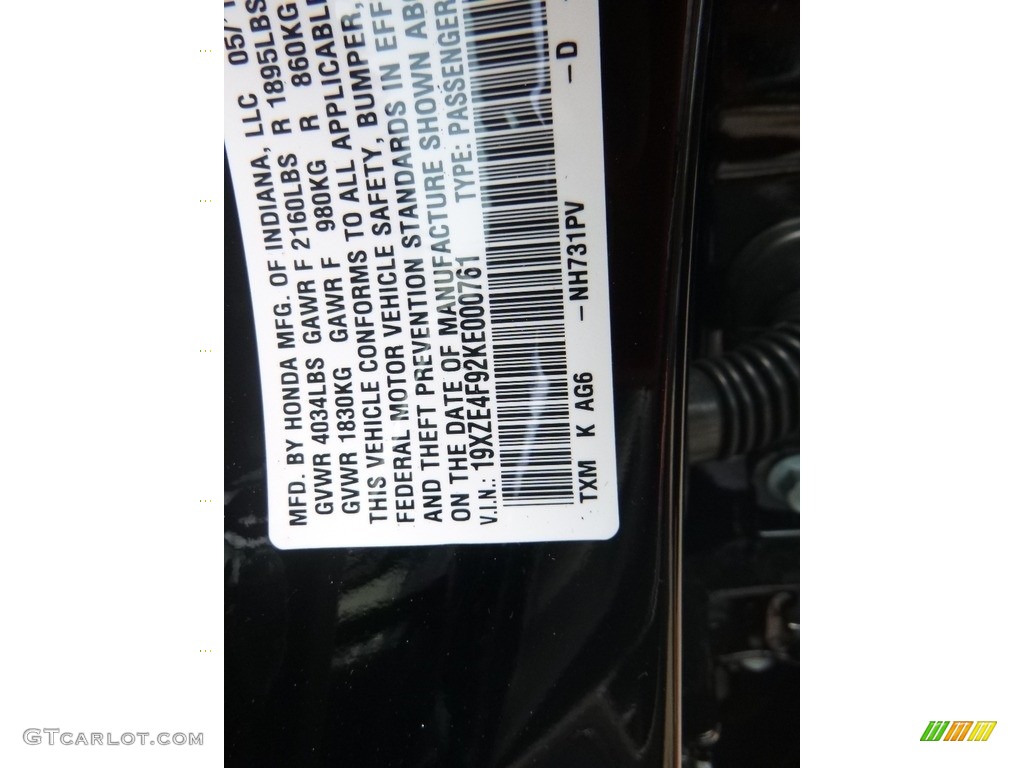 MFD. BY HONDA MFG. OF INDIANA, LLC 05/
GVWR 4034LBS GAWR F 2160LBS R 1895LBS
GVWR 1830KG GAWR F 980KG R 860KG
THIS VEHICLE CONFORMS TO ALL APPLICABLE
FEDERAL MOTOR VEHICLE SAFETY, BUMPER,
AND THEFT PREVENTION STANDARDS IN EFF
ON THE DATE OF MANUFACTURE SHOWN ABO
V.I.N.: 19XZE4F92KE000761 TYPE: PASSENGER
TXM K AG6 – NH731PV – D
GTCarlot.com